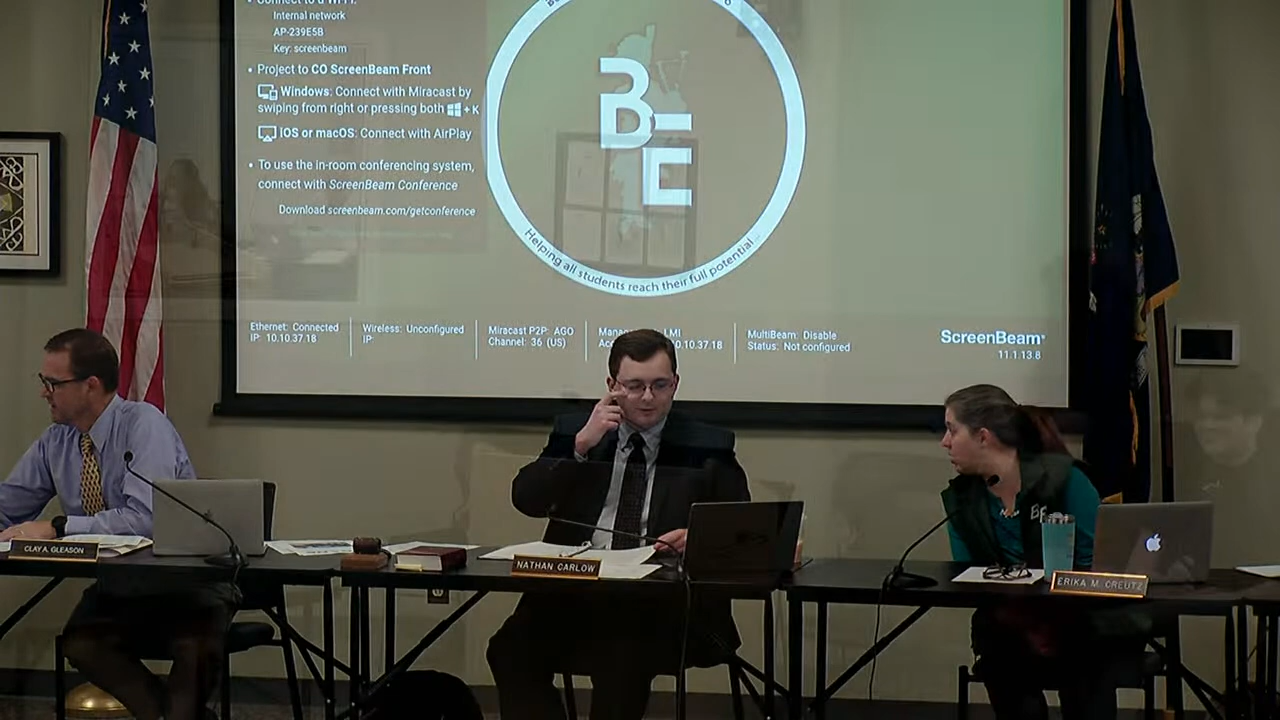 Internal network
AP-239E5B
Key: screenbeam
• Project to CO ScreenBeam Front
Windows: Connect with Miracast by
swiping from right or pressing both + K
iOS or macOS: Connect with AirPlay
• To use the in-room conferencing system,
connect with ScreenBeam Conference
Download screenbeam.com/getconference
BE
Helping all students reach their full potential...
Ethernet: Connected
IP: 10.10.37.18
Wireless: Unconfigured
IP:
Miracast P2P: AGO
Channel: 36 (US)
LMI
0.10.37.18
MultiBeam: Disable
Status: Not configured
ScreenBeam
11.1.13.8
CLAY A. GLEASON
NATHAN CARLOW
ERIKA M. CREUTZ
BE